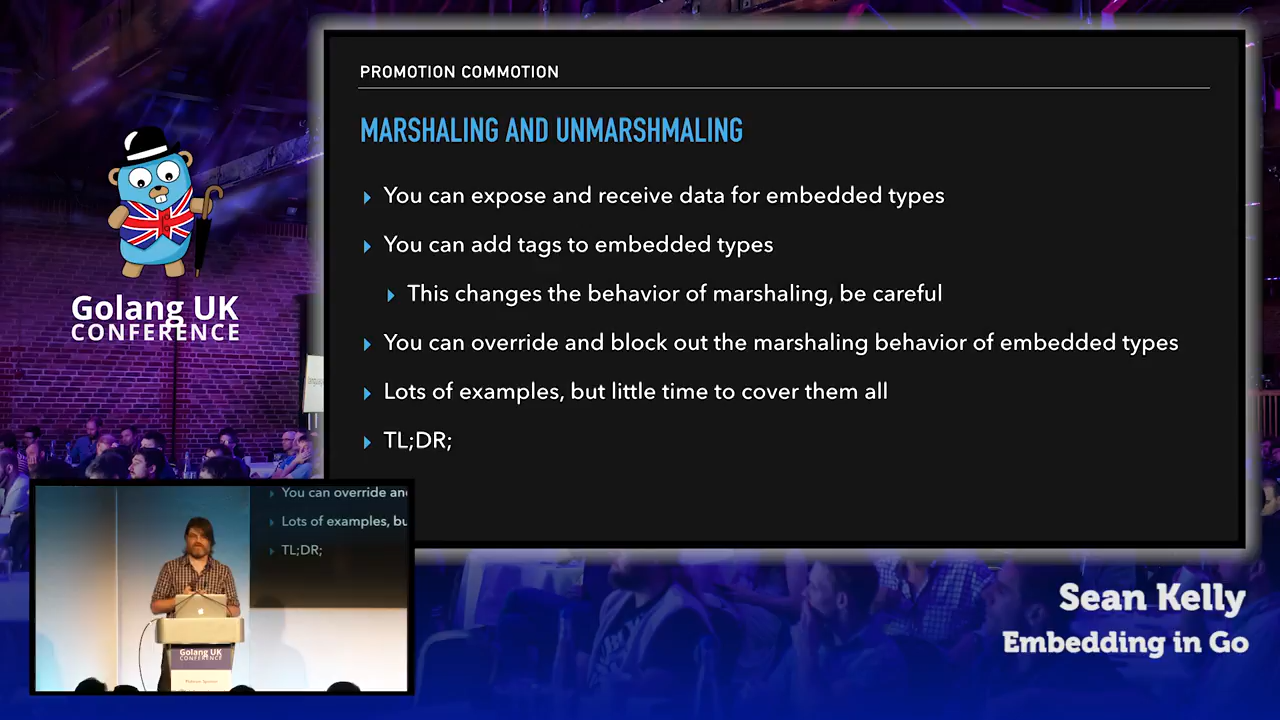 PROMOTION COMMOTION
MARSHALING AND UNMARSHMALING
You can expose and receive data for embedded types
You can add tags to embedded types
This changes the behavior of marshaling, be careful
You can override and block out the marshaling behavior of embedded types
Lots of examples, but little time to cover them all
TL;DR;
Golang UK
CONFERENCE
You can override an
Lots of examples, bu
TL;DR;
Golang UK
CONFERENCE
Sean Kelly
Embedding in Go